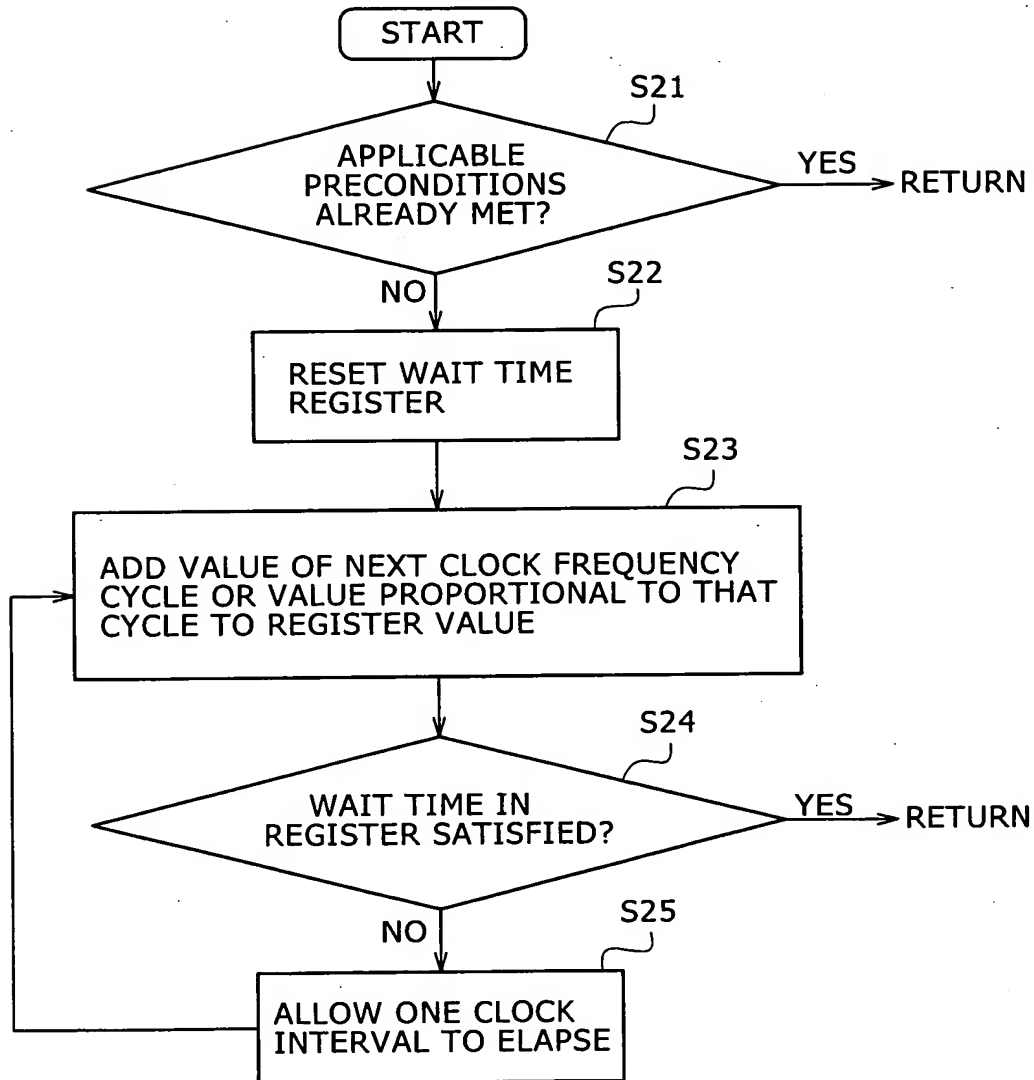 START
S21
APPLICABLE
PRECONDITIONS
ALREADY MET?
YES
RETURN
NO
S22
RESET WAIT TIME
REGISTER
S23
ADD VALUE OF NEXT CLOCK FREQUENCY
CYCLE OR VALUE PROPORTIONAL TO THAT
CYCLE TO REGISTER VALUE
S24
WAIT TIME IN
REGISTER SATISFIED?
YES
RETURN
NO
S25
ALLOW ONE CLOCK
INTERVAL TO ELAPSE